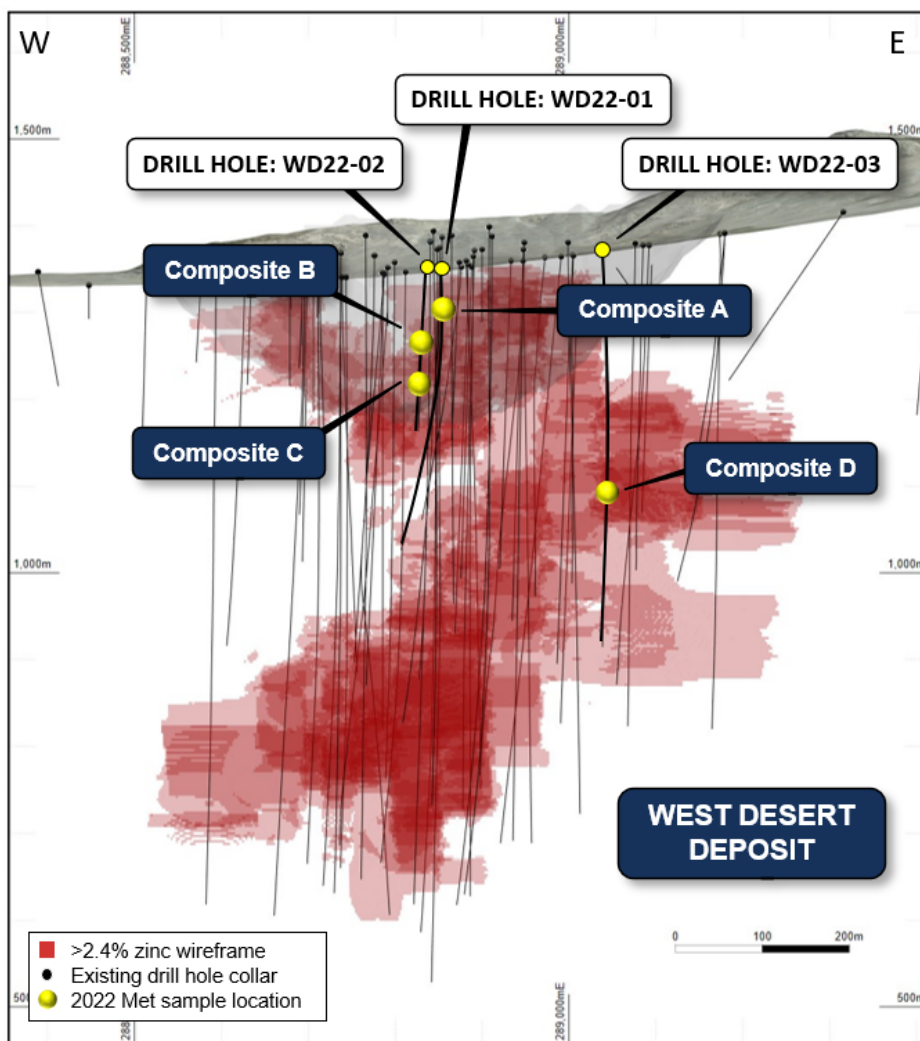 W
E
288,500mE
289,000mE
DRILL HOLE: WD22-01
1,500m
1,500m
DRILL HOLE: WD22-02
DRILL HOLE: WD22-03
Composite B
Composite A
Composite C
Composite D
1,000m
1,000m
WEST DESERT
DEPOSIT
>2.4% zinc wireframe
Existing drill hole collar
2022 Met sample location
0
100
200m
500m
288
289,000mE